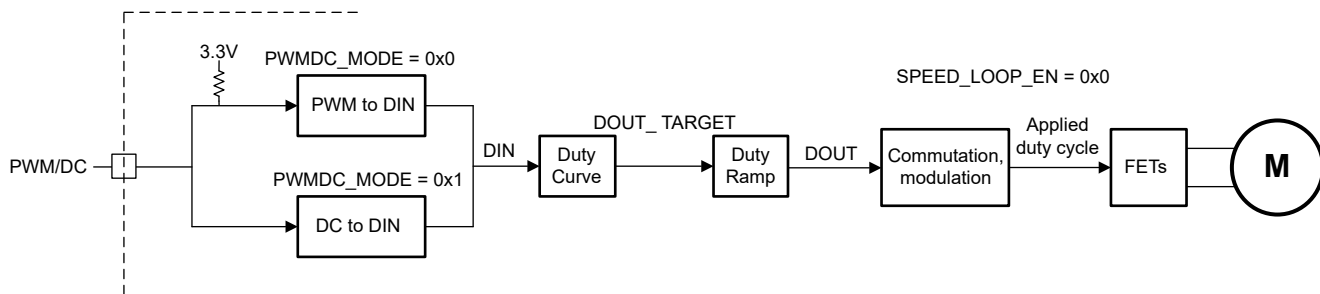 3.3V
PWMDC_MODE = 0x0
PWM to DIN
PWM/DC
PWMDC_MODE = 0x1
DC to DIN
DIN
Duty
Curve
DOUT_ TARGET
Duty
Ramp
DOUT
SPEED_LOOP_EN = 0x0
Commutation,
modulation
Applied
duty cycle
FETs
M